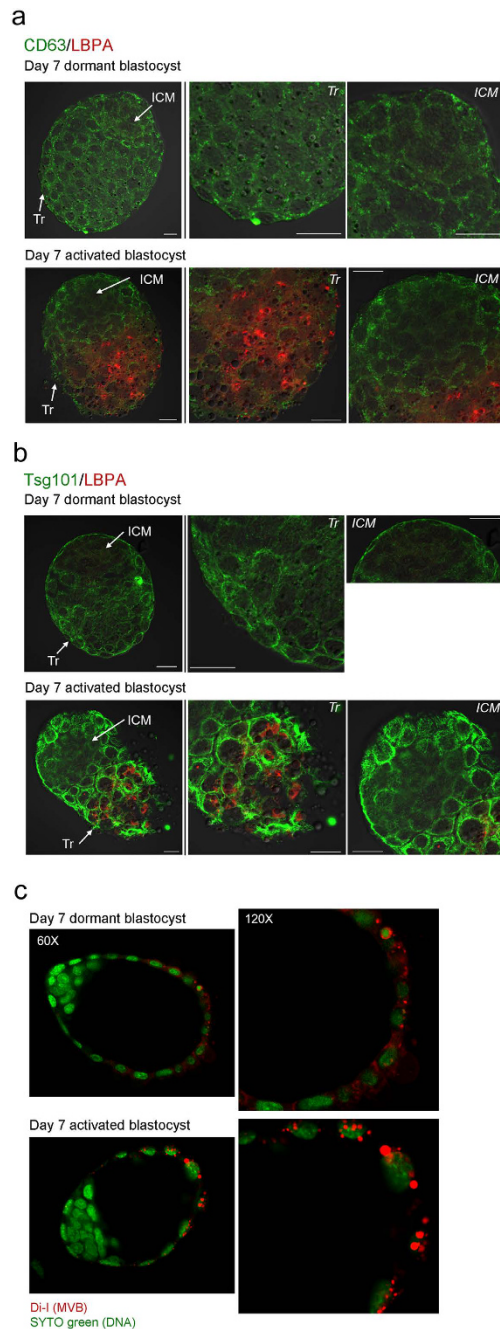 a
CD63/LBPA
Day 7 dormant blastocyst
ICM
Tr
Tr
ICM
Day 7 activated blastocyst
ICM
Tr
Tr
ICM
b
Tsg101/LBPA
Day 7 dormant blastocyst
ICM
Tr
Tr
ICM
Day 7 activated blastocyst
ICM
Tr
Tr
ICM
c
Day 7 dormant blastocyst
60X
120X
Day 7 activated blastocyst
Di-I (MVB)
SYTO green (DNA)